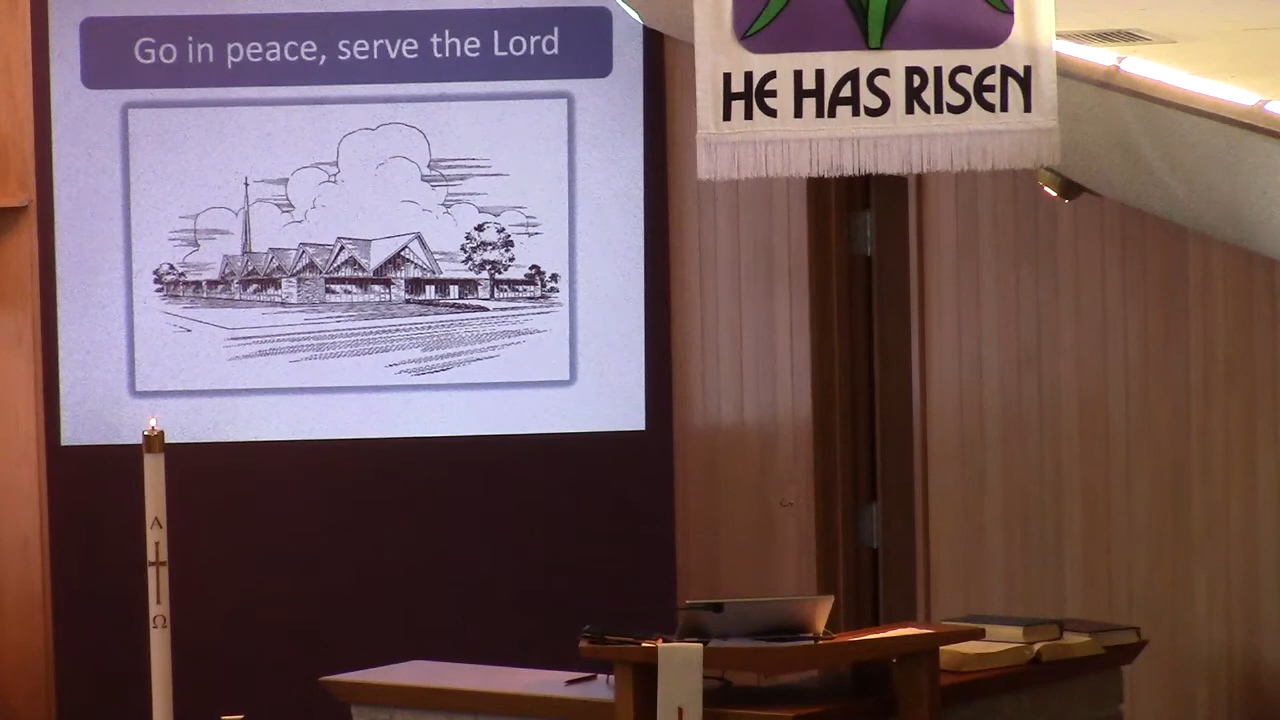 Go in peace, serve the Lord
HE HAS RISEN
Α
Ω